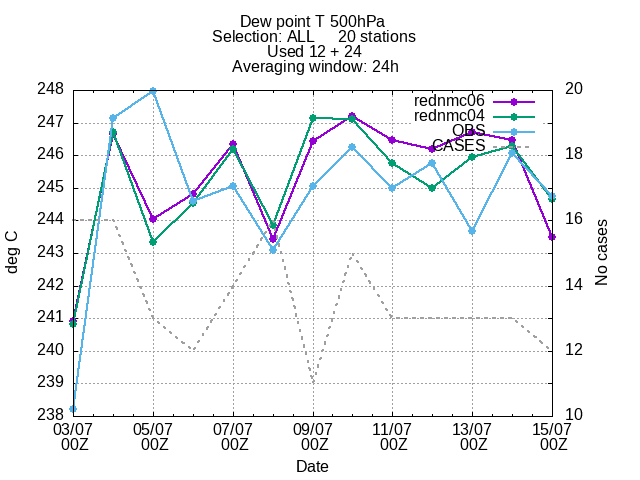 Dew point T 500hPa
Selection: ALL 20 stations
Used 12 + 24
Averaging window: 24h
rednmc06
rednmc04
OBS
CASES
248
247
246
245
244
243
242
241
240
239
238
20
18
16
14
12
10
deg C
No cases
03/07 05/07 07/07 09/07 11/07 13/07 15/07
00Z 00Z 00Z 00Z 00Z 00Z 00Z
Date